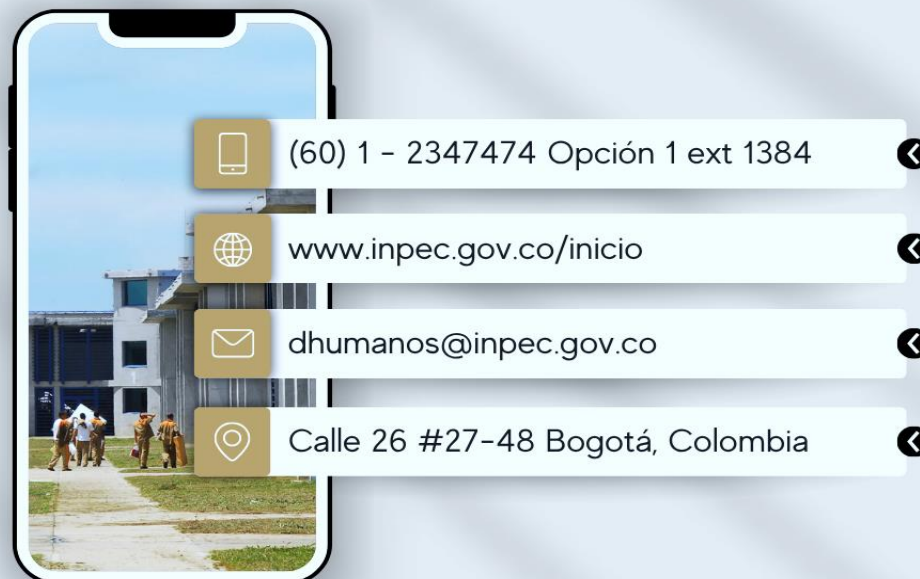 (60) 1 - 2347474 Opción 1 ext 1384
www.inpec.gov.co/inicio
dhumanos@inpec.gov.co
Calle 26 #27-48 Bogotá, Colombia